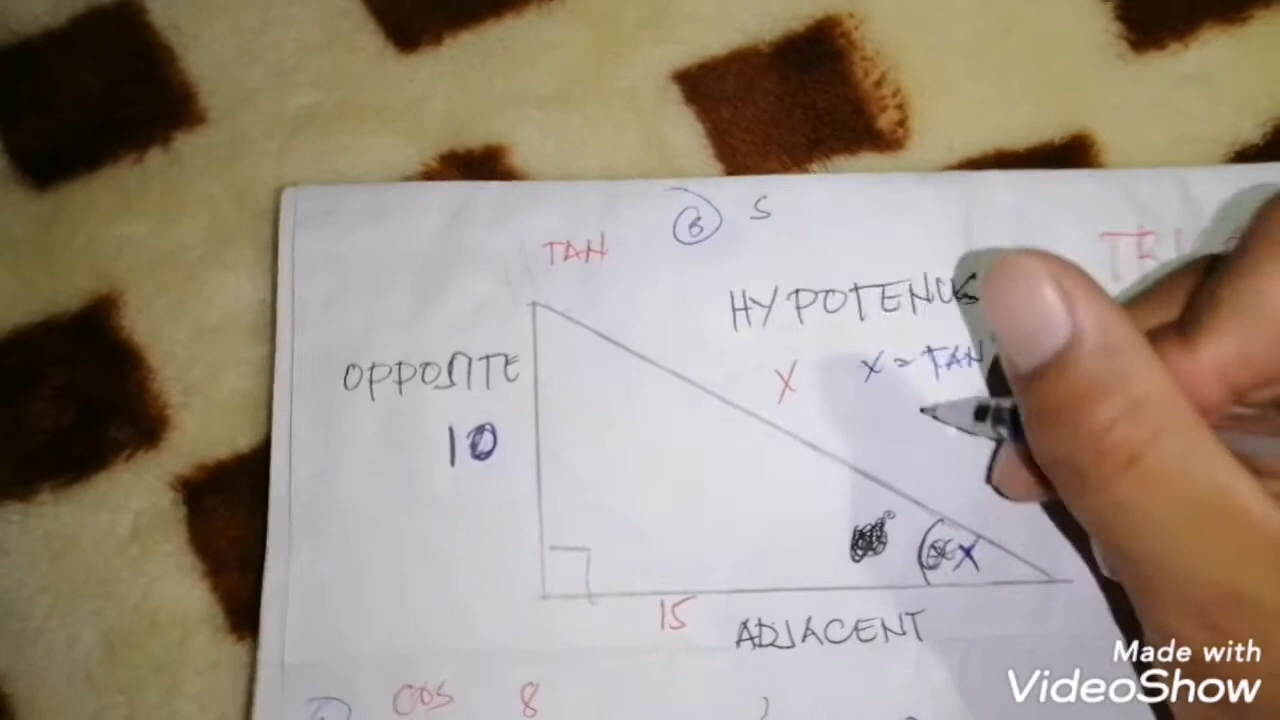 6 S
TAN
HYPOTENUS
OPPOSITE
X X = TAN
10
X
15
ADJACENT
COS 8
Made with
VideoShow